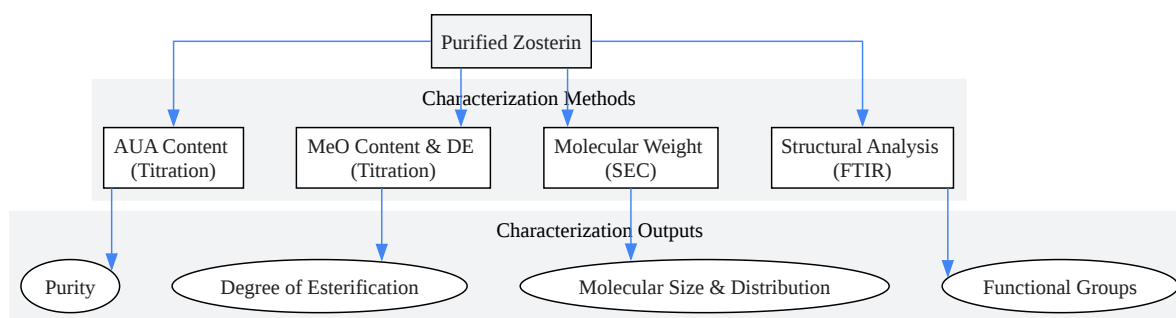 Purified Zosterin
Characterization Methods
AUA Content
(Titration)
MeO Content & DE
(Titration)
Molecular Weight
(SEC)
Structural Analysis
(FTIR)
Characterization Outputs
Purity
Degree of Esterification
Molecular Size & Distribution
Functional Groups